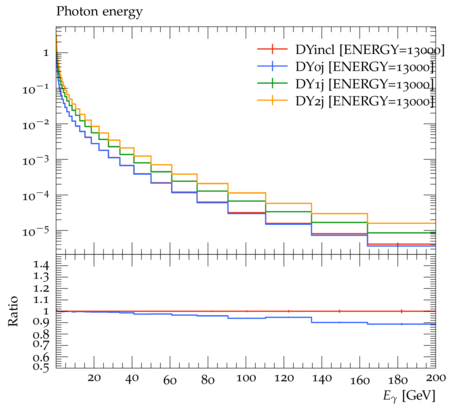 Photon energy
DYincl [ENERGY=13000]
DY0j [ENERGY=13000]
DY1j [ENERGY=13000]
DY2j [ENERGY=13000]
1
10⁻¹
10⁻²
10⁻³
10⁻⁴
10⁻⁵
Ratio
1.4
1.3
1.2
1.1
1
0.9
0.8
0.7
0.6
0.5
20 40 60 80 100 120 140 160 180 200
Eγ [GeV]